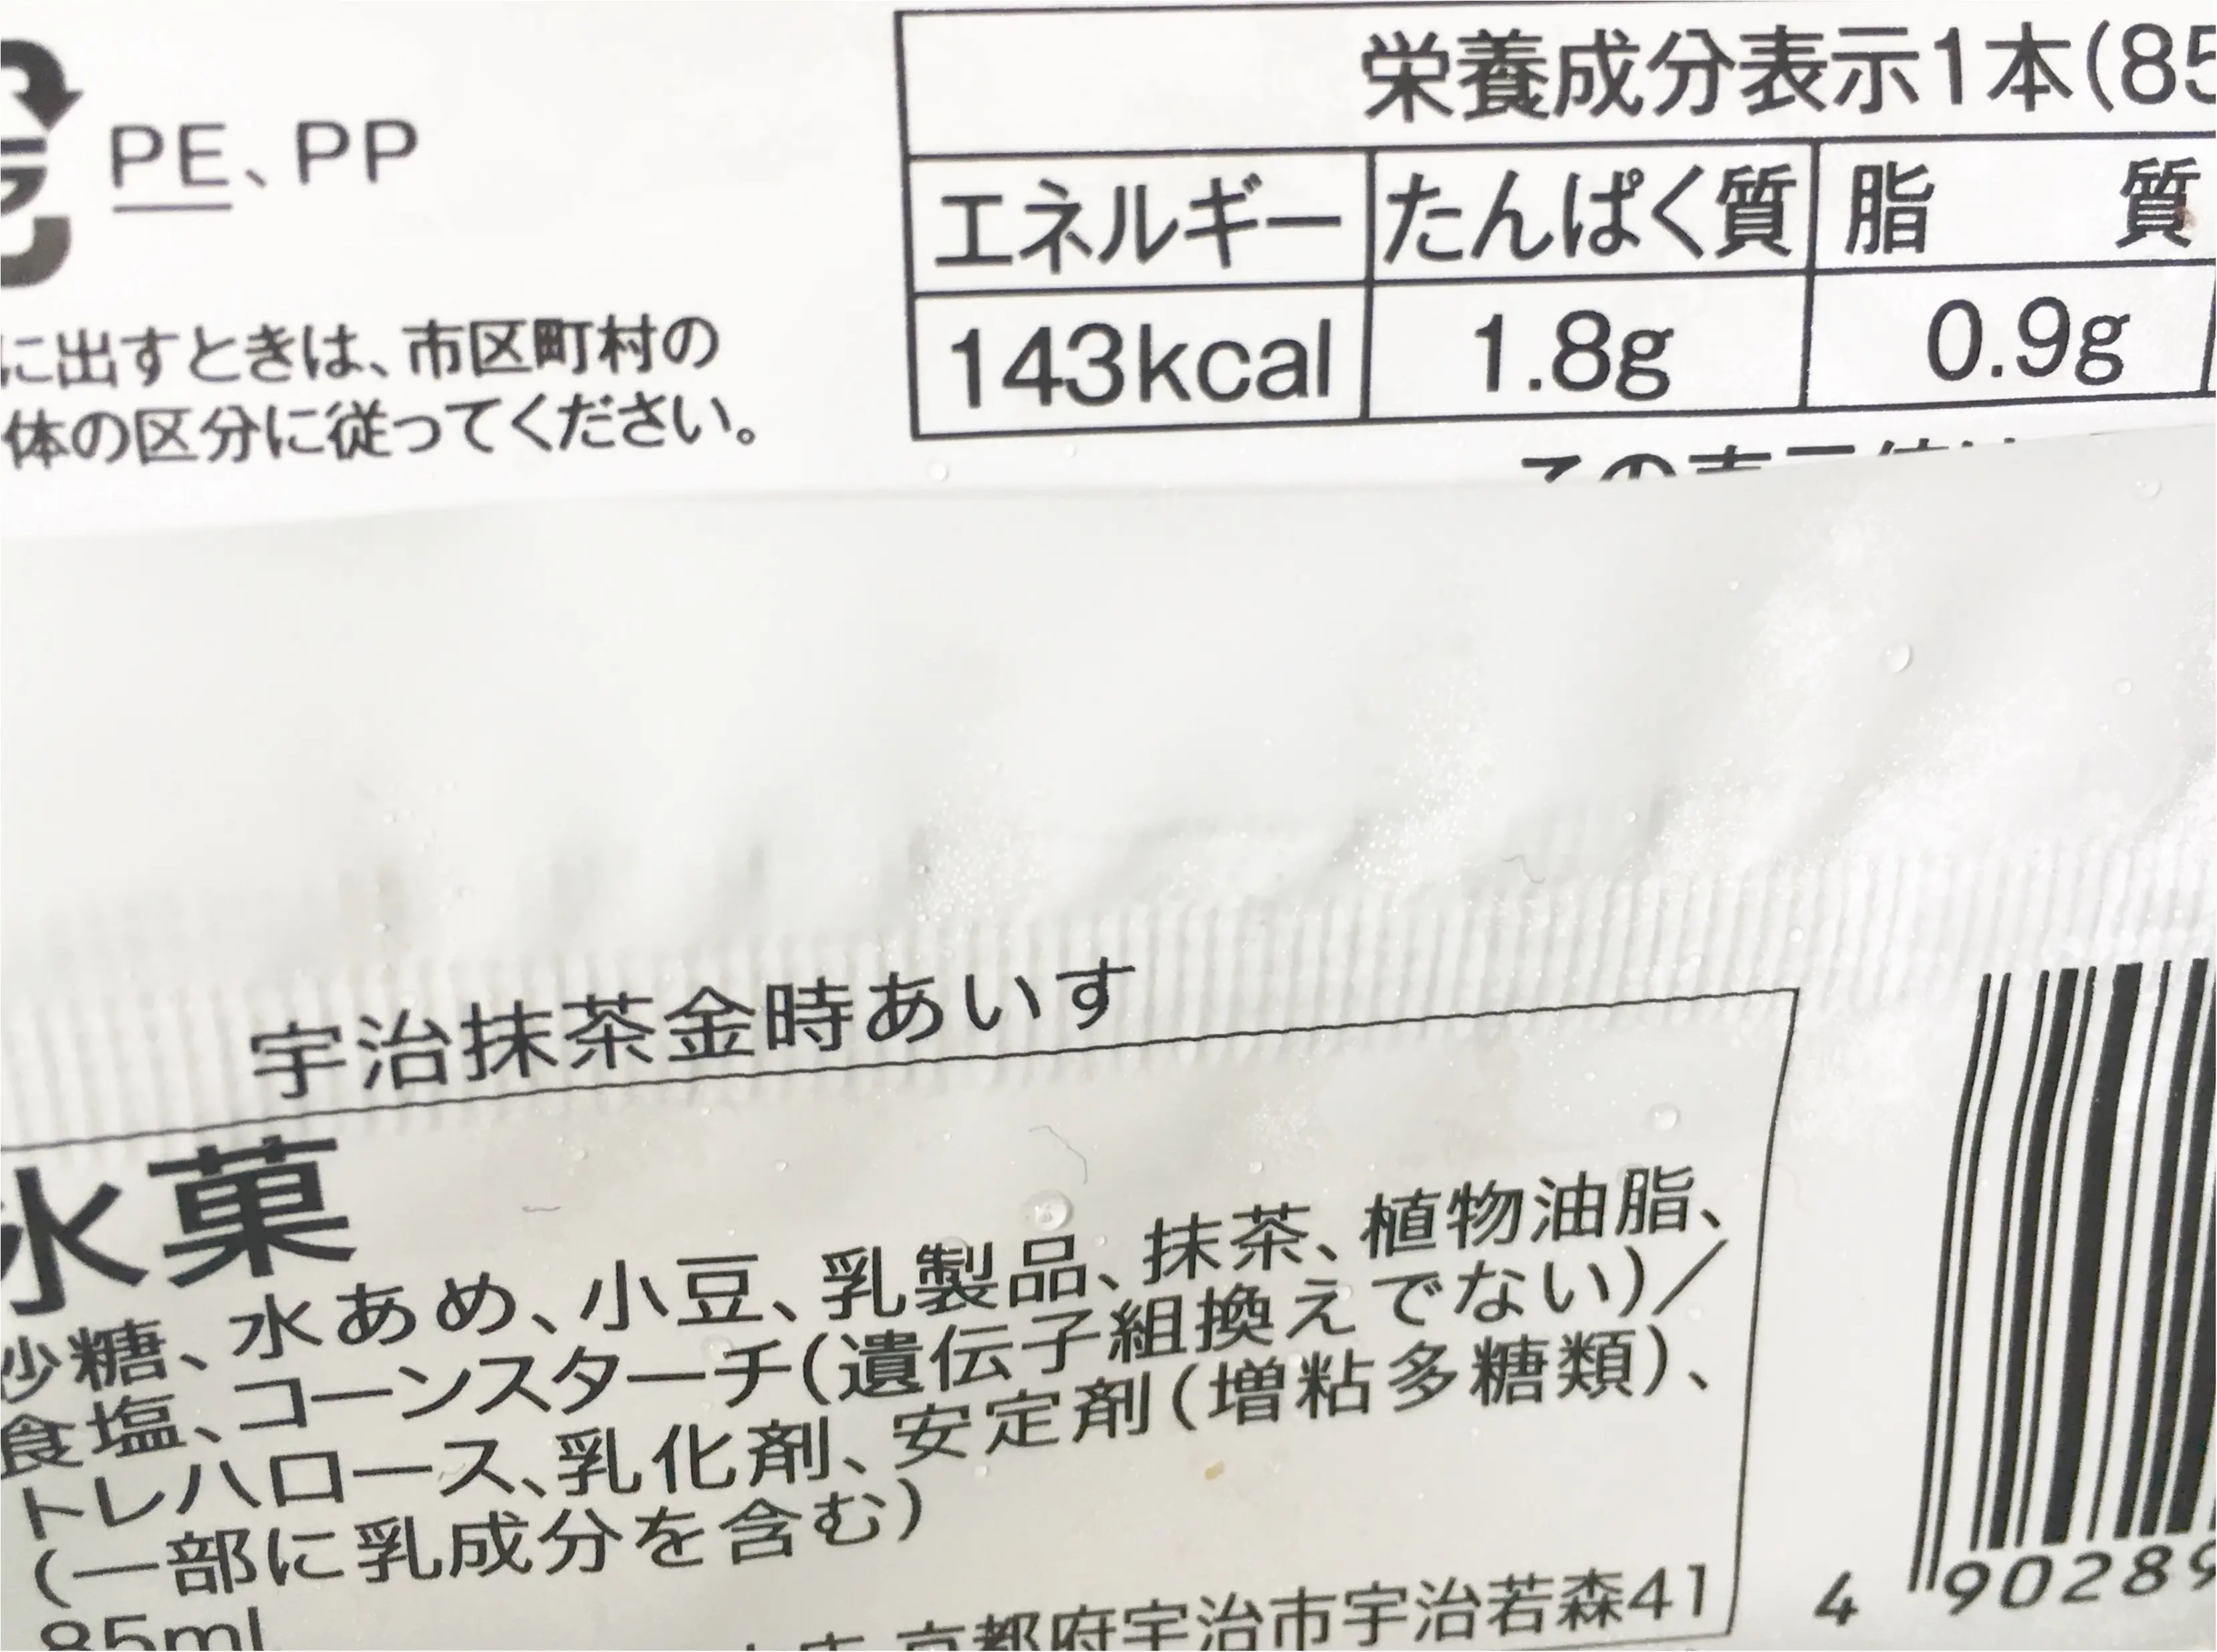 栄養成分表示1本(85
PE、PP
エネルギー たんぱく質 脂 質
143kcal 1.8g 0.9g
に出すときは、市区町村の
体の区分に従ってください。
宇治抹茶金時あいす
氷菓
砂糖、水あめ、小豆、乳製品、抹茶、植物油脂、
食塩、コーンスターチ(遺伝子組換えでない)/
トレハロース、乳化剤、安定剤(増粘多糖類)、
(一部に乳成分を含む)
85ml
京都府宇治市宇治若森41
4 90289